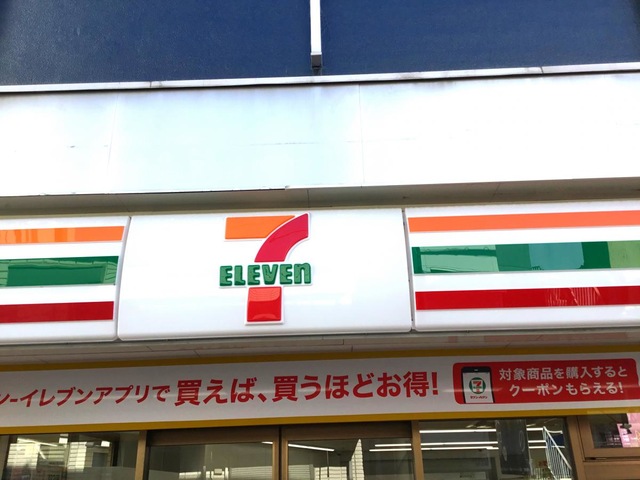 7
ELEVEn
ン-イレブンアプリで買えば、買うほどお得!
対象商品を購入すると
クーポンもらえる!